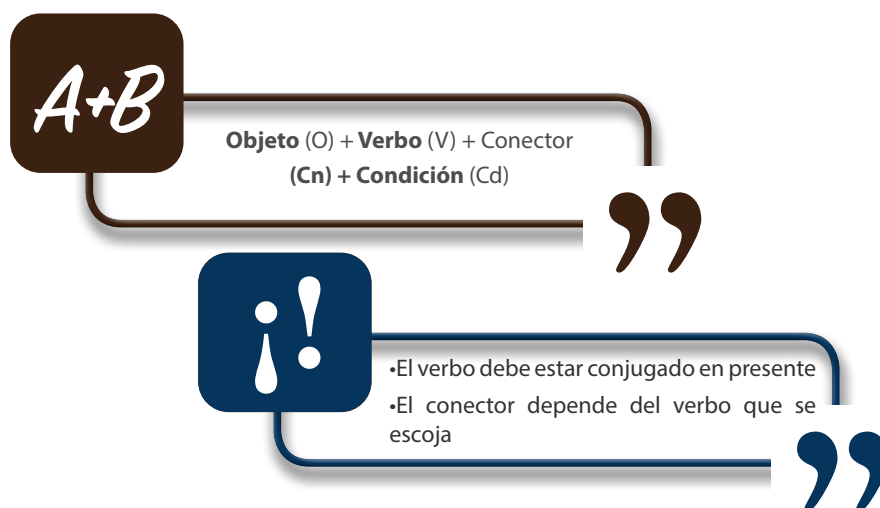 A+B
Objeto (O) + Verbo (V) + Conector
(Cn) + Condición (Cd)
”
¡!
•El verbo debe estar conjugado en presente
•El conector depende del verbo que se
escoja
”